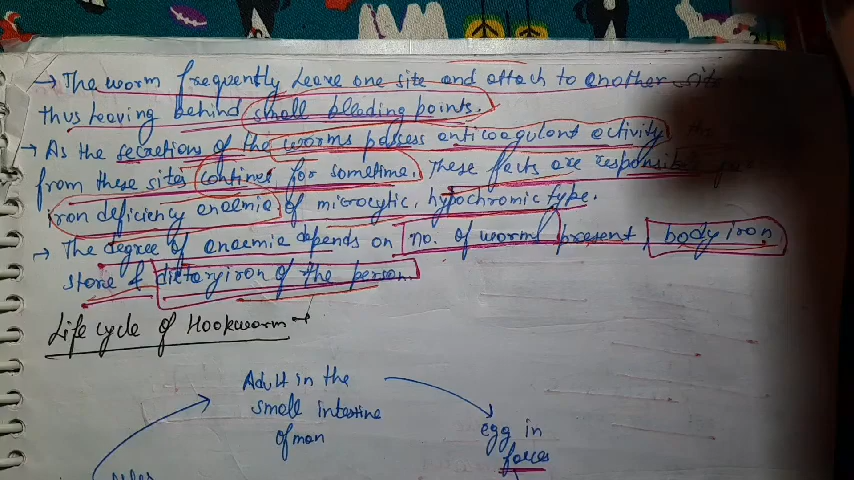 → The worm frequently leave one site and attach to another site
thus leaving behind small bleeding points.
→ As the secretions of the worms possess anticoagulant activity, the
from these sites contines for sometime. These facts are responsible
iron deficiency anaemia of microcytic, hypochromic type.
→ The degree of anaemia depends on no. of worms present, body iron
store & dietary iron of the person.
Life cycle of Hookworm →
Adult in the
small intestine
of man
egg in
faeces